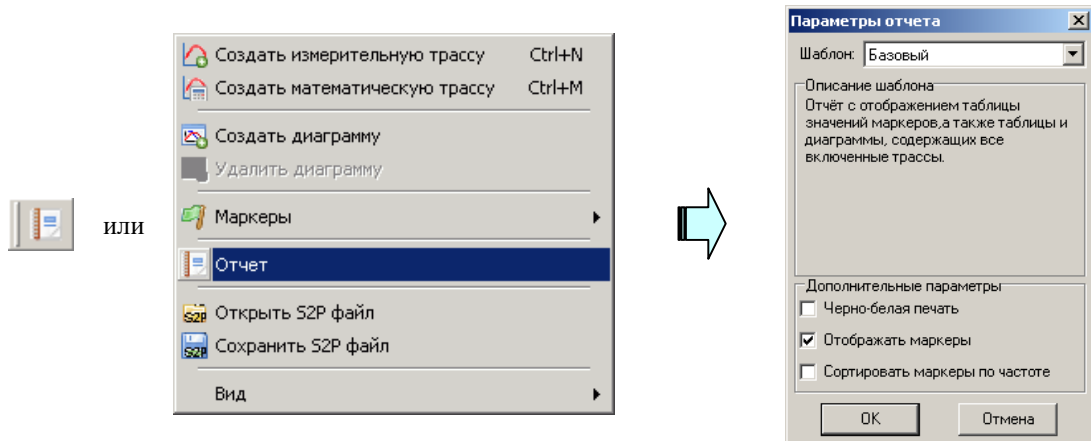 или
Создать измерительную трассу Ctrl+N
Создать математическую трассу Ctrl+M
Создать диаграмму
Удалить диаграмму
Маркеры
Отчет
Открыть S2P файл
Сохранить S2P файл
Вид
Параметры отчета
Шаблон: Базовый
Описание шаблона
Отчёт с отображением таблицы
значений маркеров,а также таблицы и
диаграммы, содержащих все
включенные трассы.
Дополнительные параметры
Черно-белая печать
Отображать маркеры
Сортировать маркеры по частоте
OK Отмена